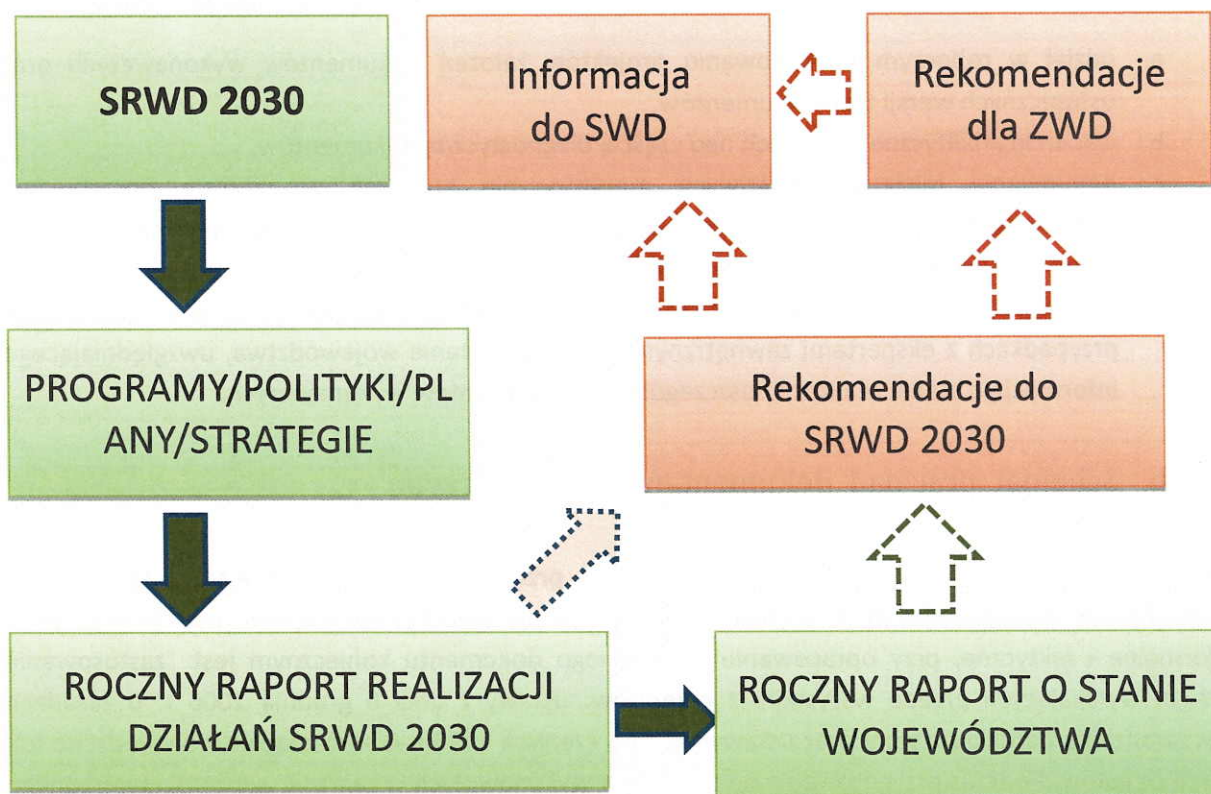 SRWD 2030
Informacja
do SWD
Rekomendacje
dla ZWD
PROGRAMY/POLITYKI/PL
ANY/STRATEGIE
Rekomendacje do
SRWD 2030
ROCZNY RAPORT REALIZACJI
DZIAŁAŃ SRWD 2030
ROCZNY RAPORT O STANIE
WOJEWÓDZTWA